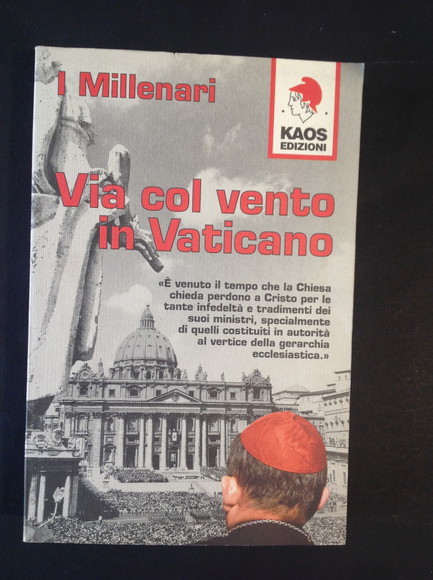 I Millenari
KAOS
EDIZIONI
Via col vento
in Vaticano
«È venuto il tempo che la Chiesa
chieda perdono a Cristo per le
tante infedeltà e tradimenti dei
suoi ministri, specialmente
di quelli costituiti in autorità
al vertice della gerarchia
ecclesiastica.»